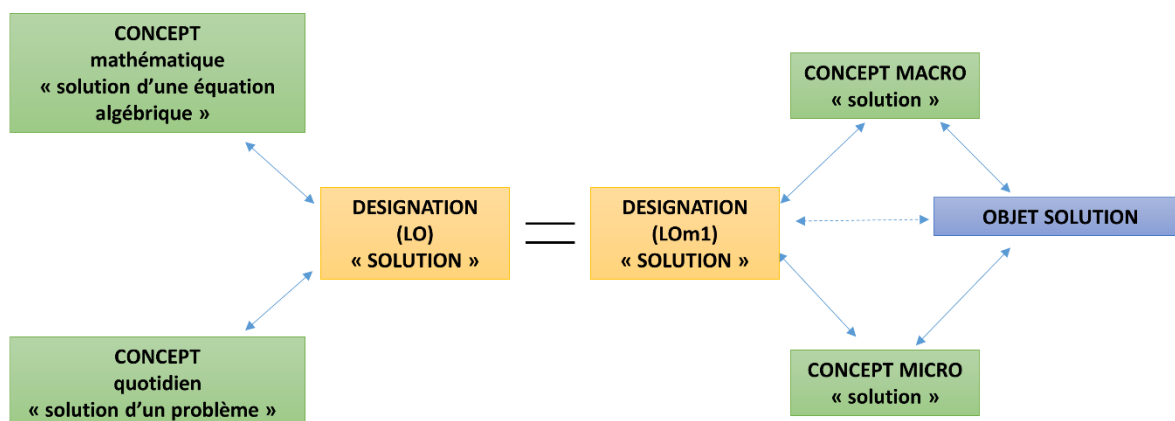 CONCEPT
mathématique
« solution d'une équation
algébrique »
CONCEPT MACRO
« solution »
DESIGNATION
(LO)
« SOLUTION »
DESIGNATION
(LOm1)
« SOLUTION »
OBJET SOLUTION
CONCEPT
quotidien
« solution d'un problème »
CONCEPT MICRO
« solution »